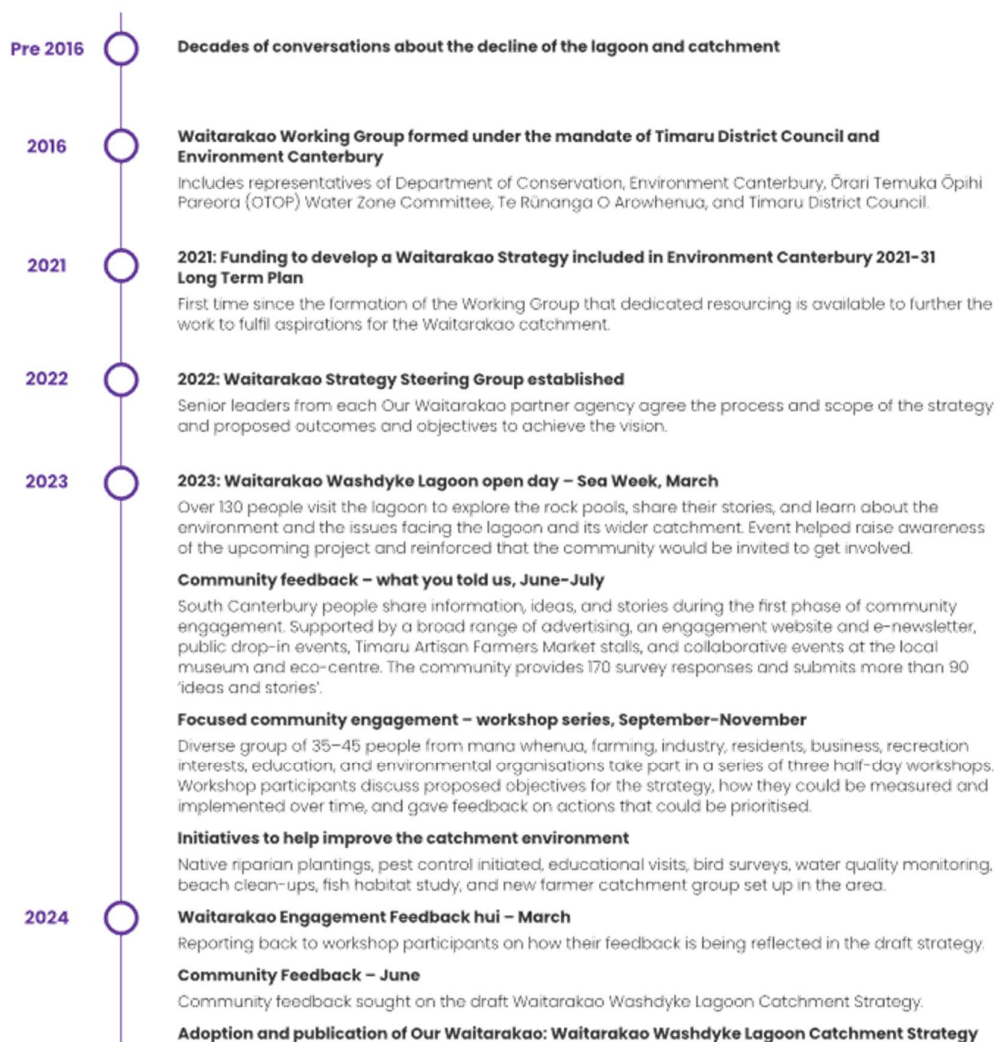 Pre 2016
Decades of conversations about the decline of the lagoon and catchment
2016
Waitarakao Working Group formed under the mandate of Timaru District Council and
Environment Canterbury
Includes representatives of Department of Conservation, Environment Canterbury, Ōrari Temuka Ōpihi
Pareora (OTOP) Water Zone Committee, Te Rūnanga O Arowhenua, and Timaru District Council.
2021
2021: Funding to develop a Waitarakao Strategy included in Environment Canterbury 2021-31
Long Term Plan
First time since the formation of the Working Group that dedicated resourcing is available to further the
work to fulfil aspirations for the Waitarakao catchment.
2022
2022: Waitarakao Strategy Steering Group established
Senior leaders from each Our Waitarakao partner agency agree the process and scope of the strategy
and proposed outcomes and objectives to achieve the vision.
2023
2023: Waitarakao Washdyke Lagoon open day – Sea Week, March
Over 130 people visit the lagoon to explore the rock pools, share their stories, and learn about the
environment and the issues facing the lagoon and its wider catchment. Event helped raise awareness
of the upcoming project and reinforced that the community would be invited to get involved.
Community feedback – what you told us, June-July
South Canterbury people share information, ideas, and stories during the first phase of community
engagement. Supported by a broad range of advertising, an engagement website and e-newsletter,
public drop-in events, Timaru Artisan Farmers Market stalls, and collaborative events at the local
museum and eco-centre. The community provides 170 survey responses and submits more than 90
‘ideas and stories’.
Focused community engagement – workshop series, September-November
Diverse group of 35–45 people from mana whenua, farming, industry, residents, business, recreation
interests, education, and environmental organisations take part in a series of three half-day workshops.
Workshop participants discuss proposed objectives for the strategy, how they could be measured and
implemented over time, and gave feedback on actions that could be prioritised.
Initiatives to help improve the catchment environment
Native riparian plantings, pest control initiated, educational visits, bird surveys, water quality monitoring,
beach clean-ups, fish habitat study, and new farmer catchment group set up in the area.
2024
Waitarakao Engagement Feedback hui – March
Reporting back to workshop participants on how their feedback is being reflected in the draft strategy.
Community Feedback – June
Community feedback sought on the draft Waitarakao Washdyke Lagoon Catchment Strategy.
Adoption and publication of Our Waitarakao: Waitarakao Washdyke Lagoon Catchment Strategy